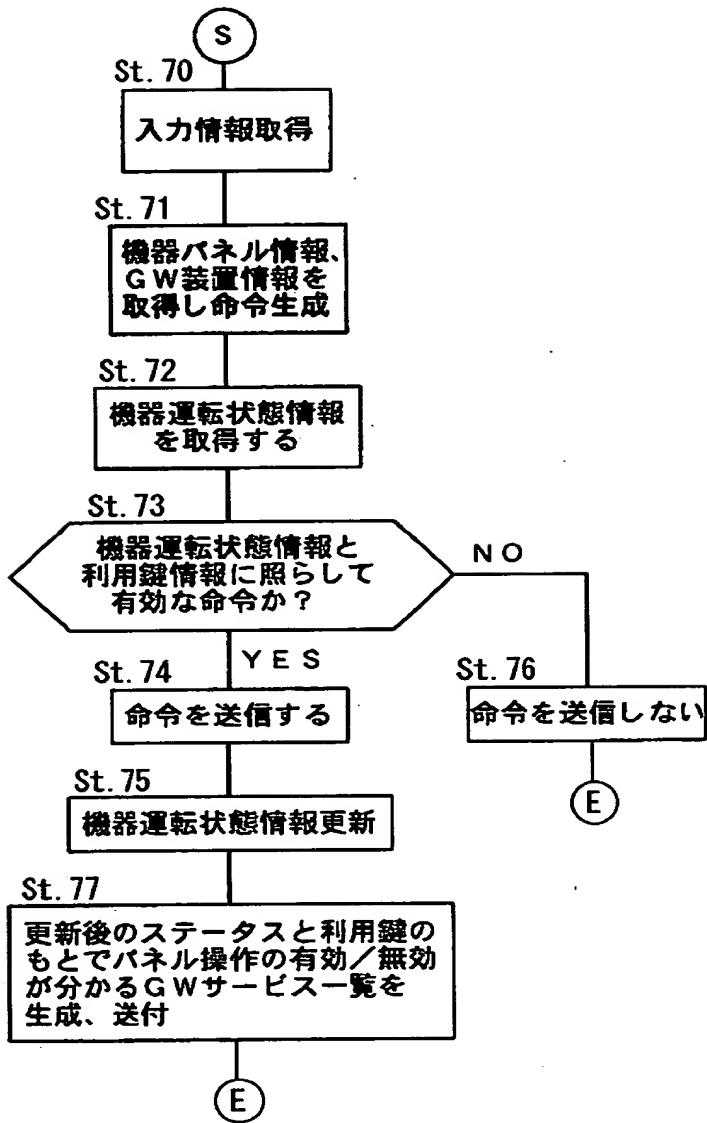 S
St. 70
入力情報取得
St. 71
機器パネル情報、
GW装置情報を
取得し命令生成
St. 72
機器運転状態情報
を取得する
St. 73
機器運転状態情報と
利用鍵情報に照らして
有効な命令か?
NO
YES
St. 74
命令を送信する
St. 76
命令を送信しない
E
St. 75
機器運転状態情報更新
St. 77
更新後のステータスと利用鍵の
もとでパネル操作の有効/無効
が分かるGWサービス一覧を
生成、送付
E